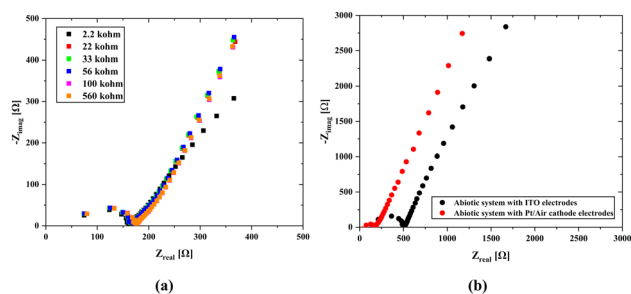 2.2 kohm
22 kohm
33 kohm
56 kohm
100 kohm
560 kohm
500
400
300
200
100
0
0 100 200 300 400 500
-Z_imag [Ω]
Z_real [Ω]
(a)
3000
2500
2000
1500
1000
500
0
0 500 1000 1500 2000
-Z_imag [Ω]
Abiotic system with ITO electrodes
Abiotic system with Pt/Air cathode electrodes
Z_real [Ω]
(b)